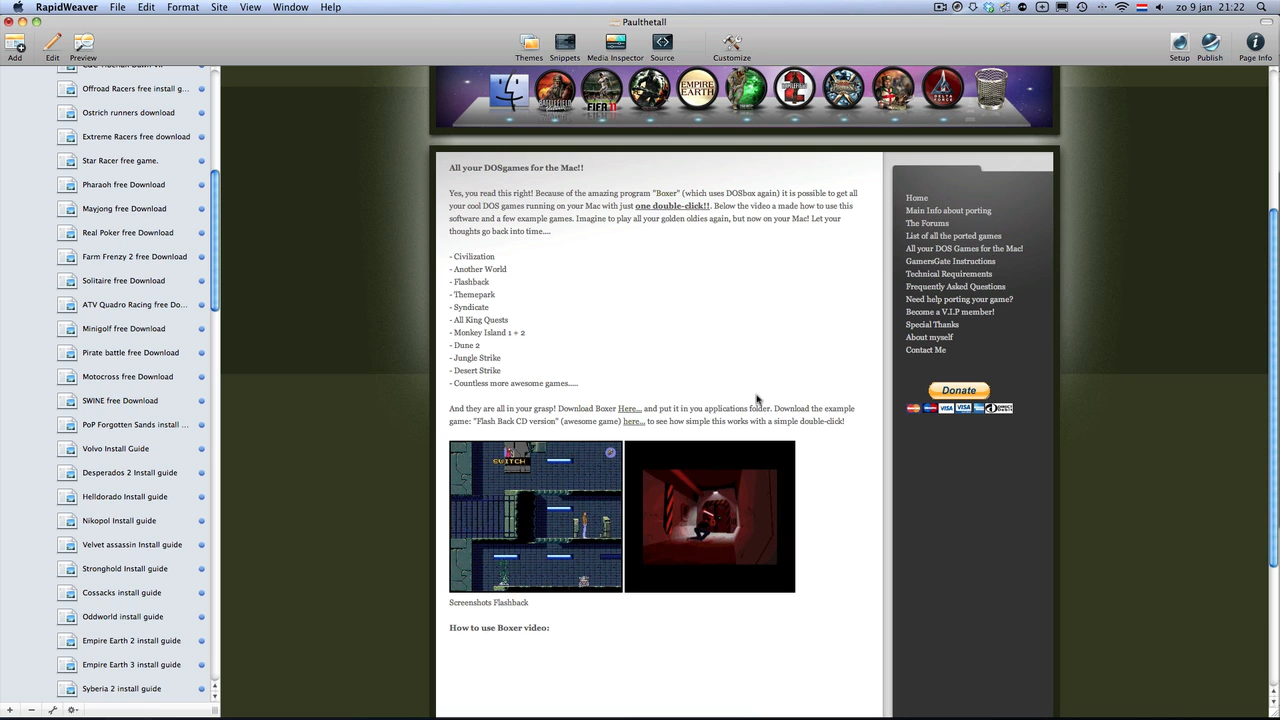 RapidWeaver File Edit Format View Window Help
zo 9 jan 21:22
Paulthetall
Add Edit Preview Themes Snippets Media Inspector Source Customize Setup Publish Page Info
Offroad Racers free install g...
Ostrich runners download
Extreme Racers free download
Star Racer free game.
Pharaoh free Download
Mayjong free Download
Real Poker free Download
Farm Frenzy 2 free Download
Solitaire free Download
ATV Quadro Racing free Do...
Minigolf free Download
Pirate battle free Download
Motocross free Download
SWINE free Download
PoP Forgotten Sands install ...
Volvo Install Guide
Desperados 2 Install guide
Helldorado Install guide
Nikopol Install guide
Velvet assassin Install guide
Stronghold Install guide
Cossacks install guide
Oddworld install guide
Empire Earth 2 install guide
Empire Earth 3 install guide
Syberia 2 install guide
FIFA 11
EMPIRE EARTH
2
All your DOSgames for the Mac!!
Yes, you read this right! Because of the amazing program "Boxer" (which uses DOSbox again) it is possible to get all
your cool DOS games running on your Mac with just one double-click!!. Below the video a made how to use this
software and a few example games. Imagine to play all your golden oldies again, but now on your Mac! Let your
thoughts go back into time....
- Civilization
- Another World
- Flashback
- Themepark
- Syndicate
- All King Quests
- Monkey Island 1 + 2
- Dune 2
- Jungle Strike
- Desert Strike
- Countless more awesome games.....
And they are all in your grasp! Download Boxer Here... and put it in you applications folder. Download the example
game: "Flash Back CD version" (awesome game) here... to see how simple this works with a simple double-click!
SWITCH
Screenshots Flashback
How to use Boxer video:
Home
Main Info about porting
The Forums
List of all the ported games
All your DOS Games for the Mac!
GamersGate Instructions
Technical Requirements
Frequently Asked Questions
Need help porting your game?
Become a V.I.P member!
Special Thanks
About myself
Contact Me
Donate
VISA VISA